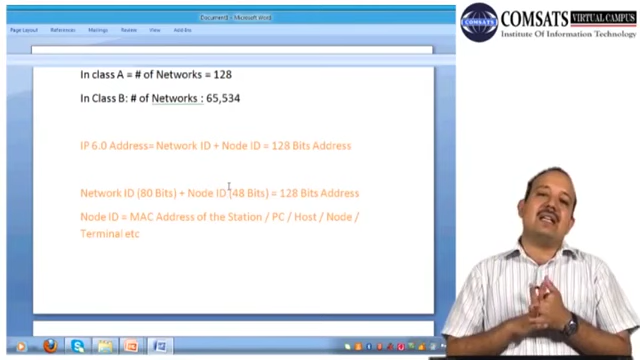 Document1 - Microsoft Word
COMSATS VIRTUAL CAMPUS
Institute Of Information Technology
Page Layout References Mailings Review View Add-Ins
In class A = # of Networks = 128
In Class B: # of Networks : 65,534
IP 6.0 Address= Network ID + Node ID = 128 Bits Address
Network ID (80 Bits) + Node ID (48 Bits) = 128 Bits Address
Node ID = MAC Address of the Station / PC / Host / Node /
Terminal etc